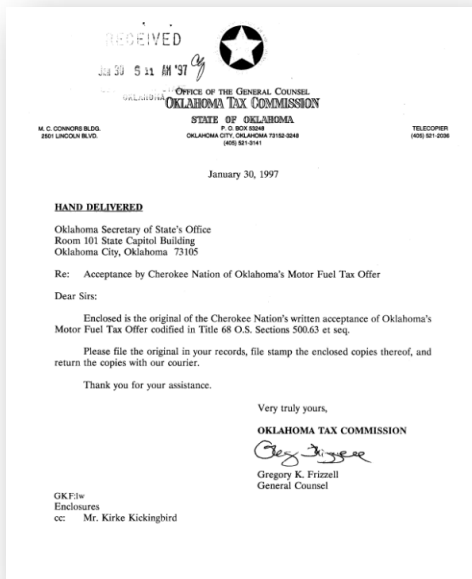 RECEIVED
JAN 30 5 11 AM '97
OKLAHOMA
OFFICE OF THE GENERAL COUNSEL
OKLAHOMA TAX COMMISSION
STATE OF OKLAHOMA
M. C. CONNORS BLDG.
2501 LINCOLN BLVD.
P. O. BOX 53248
OKLAHOMA CITY, OKLAHOMA 73152-3248
(405) 521-3141
TELECOPIER
(405) 521-2036
January 30, 1997
HAND DELIVERED
Oklahoma Secretary of State's Office
Room 101 State Capitol Building
Oklahoma City, Oklahoma 73105
Re: Acceptance by Cherokee Nation of Oklahoma's Motor Fuel Tax Offer
Dear Sirs:
Enclosed is the original of the Cherokee Nation's written acceptance of Oklahoma's
Motor Fuel Tax Offer codified in Title 68 O.S. Sections 500.63 et seq.
Please file the original in your records, file stamp the enclosed copies thereof, and
return the copies with our courier.
Thank you for your assistance.
Very truly yours,
OKLAHOMA TAX COMMISSION
Greg Frizzell
Gregory K. Frizzell
General Counsel
GKF:lw
Enclosures
cc: Mr. Kirke Kickingbird